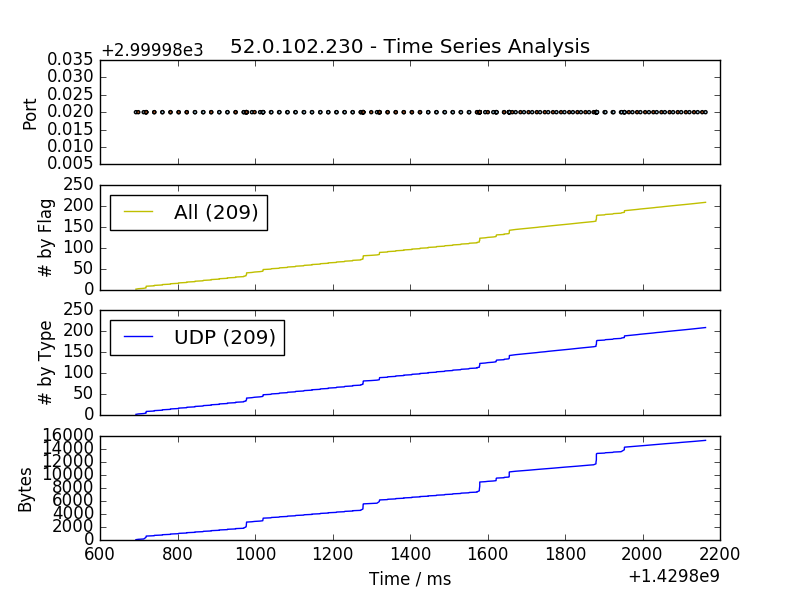 +2.99998e3
52.0.102.230 - Time Series Analysis
0.035
0.030
0.025
0.020
0.015
0.010
0.005
Port
250
200
150
100
50
0
# by Flag
All (209)
250
200
150
100
50
0
# by Type
UDP (209)
16000
14000
12000
10000
8000
6000
4000
2000
0
Bytes
600 800 1000 1200 1400 1600 1800 2000 2200
Time / ms
+1.4298e9